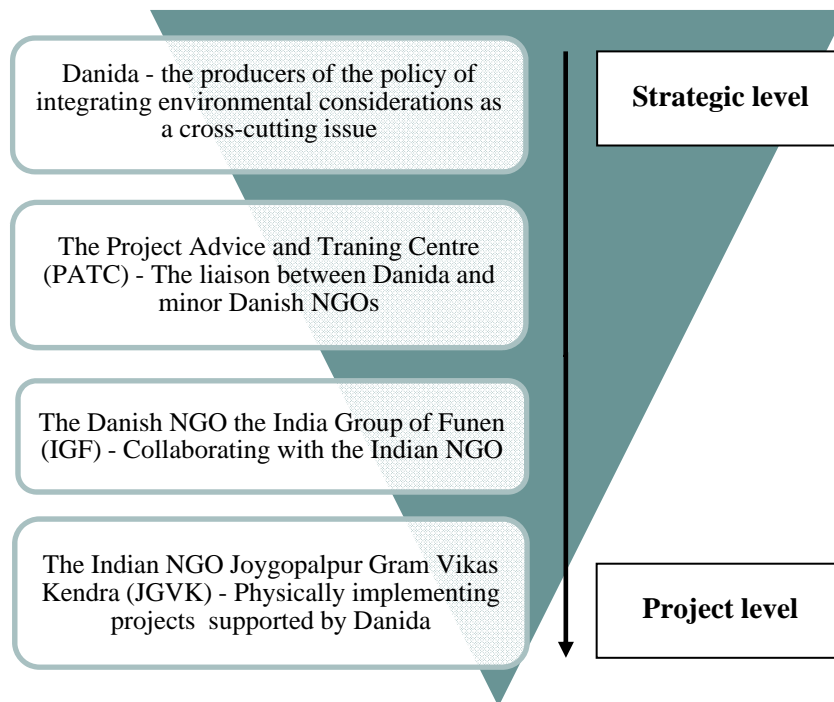 Danida - the producers of the policy of
integrating environmental considerations as
a cross-cutting issue
Strategic level
The Project Advice and Traning Centre
(PATC) - The liaison between Danida and
minor Danish NGOs
The Danish NGO the India Group of Funen
(IGF) - Collaborating with the Indian NGO
The Indian NGO Joygopalpur Gram Vikas
Kendra (JGVK) - Physically implementing
projects supported by Danida
Project level